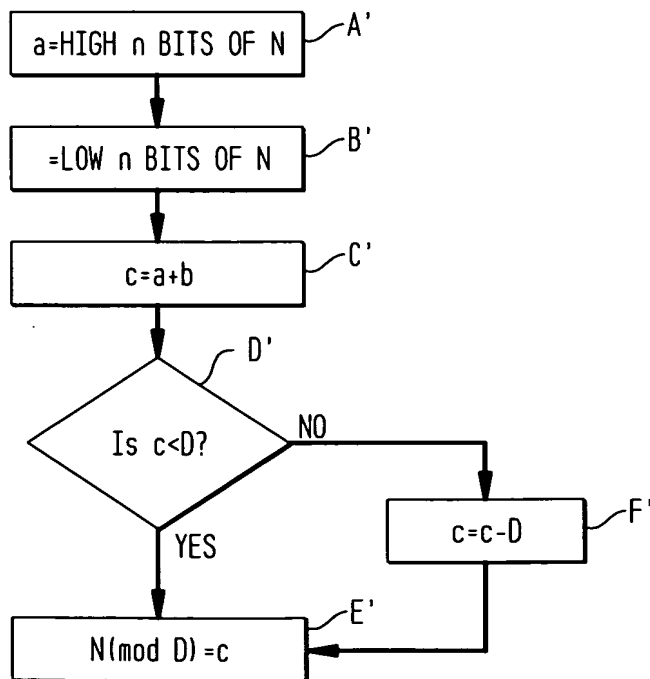 a=HIGH n BITS OF N
A'
=LOW n BITS OF N
B'
c=a+b
C'
D'
Is c<D?
NO
YES
c=c-D
F'
E'
N(mod D)=c